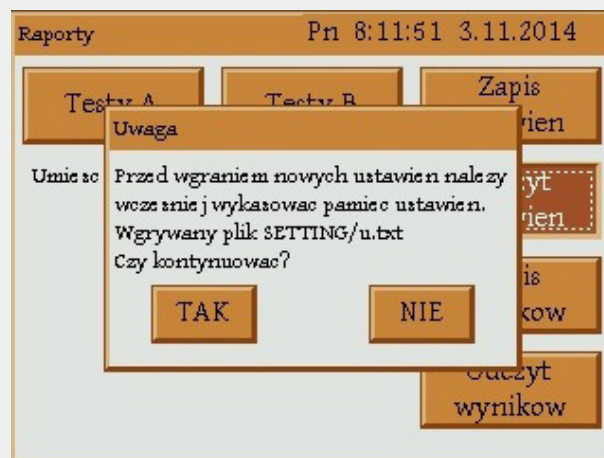 Raporty Pn 8:11:51 3.11.2014
Zapis
Uwaga
Przed wgraniem nowych ustawien nalezy
wczesniej wykasowac pamiec ustawien.
Wgrywany plik SETTING/u.txt
Czy kontynuowac?
TAK NIE
wynikow